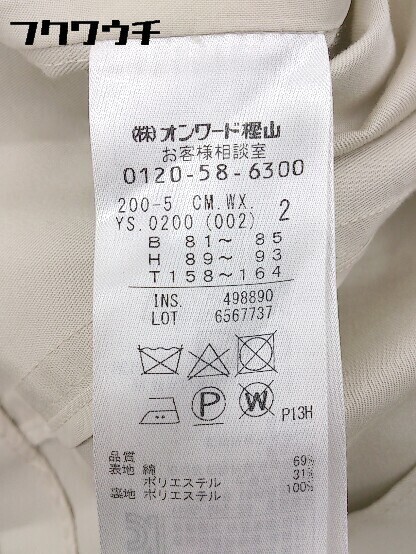 フクウクチ
㈱オンワード樫山
お客様相談室
0120-58-6300
200-5 CM.WX.
YS.0200 (002) 2
B 81～ 85
H 89～ 93
T 158～164
INS. 498890
LOT 6567737
P W P13H
品質
表地 綿 69%
ポリエステル 31%
裏地 ポリエステル 100%